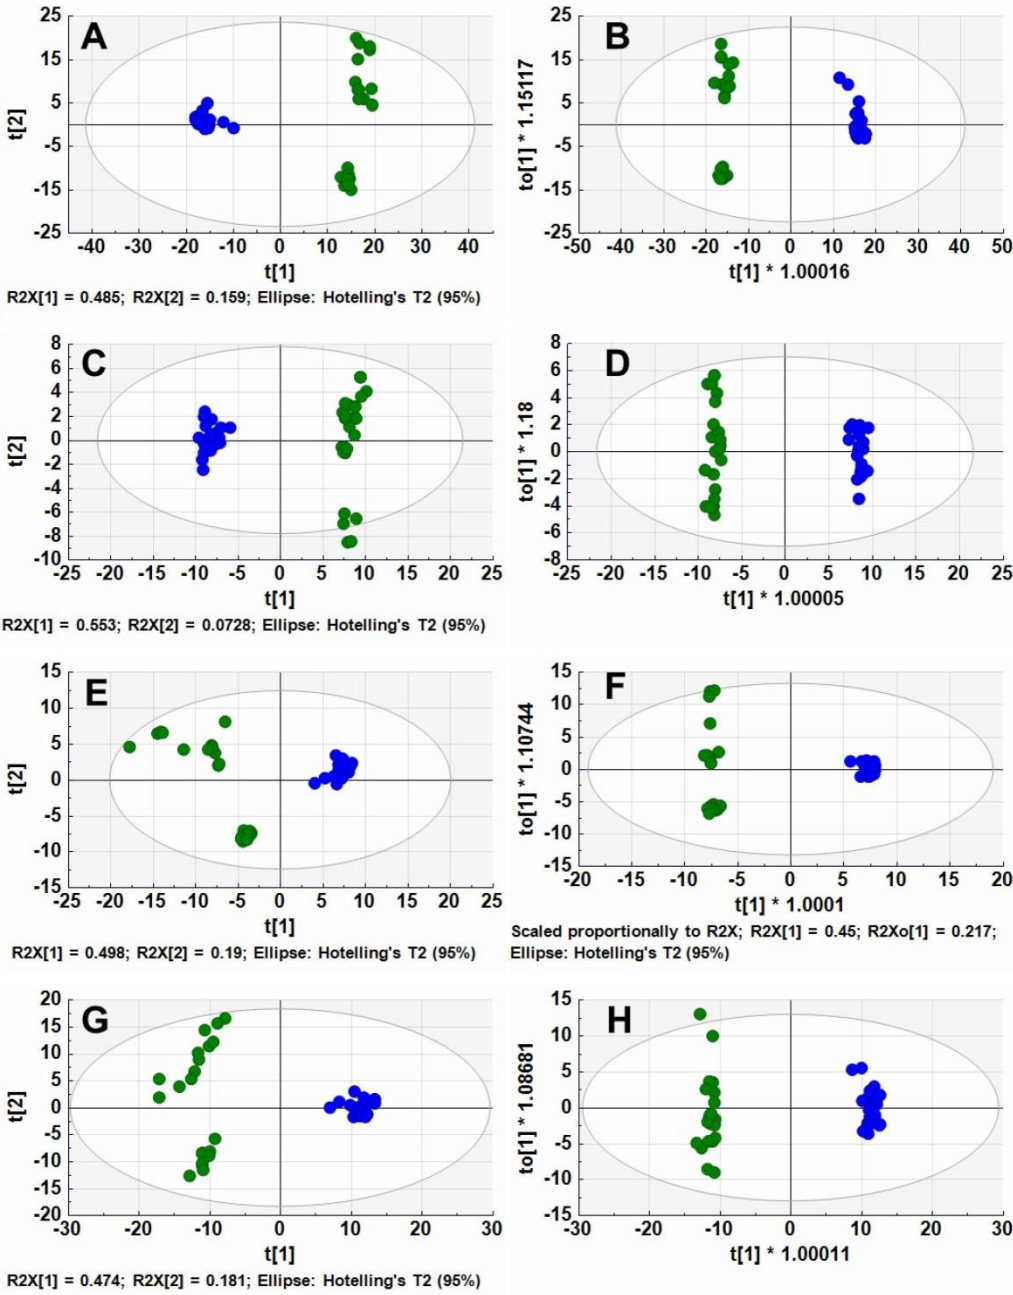 A
25
15
5
-5
-15
-25
t[2]
-40 -30 -20 -10 0 10 20 30 40
t[1]
R2X[1] = 0.485; R2X[2] = 0.159; Ellipse: Hotelling's T2 (95%)
B
25
15
5
-5
-15
-25
to[1] * 1.15117
-50 -40 -30 -20 -10 0 10 20 30 40 50
t[1] * 1.00016
C
8
6
4
2
0
-2
-4
-6
-8
-10
t[2]
-25 -20 -15 -10 -5 0 5 10 15 20 25
t[1]
R2X[1] = 0.553; R2X[2] = 0.0728; Ellipse: Hotelling's T2 (95%)
D
8
6
4
2
0
-2
-4
-6
-8
to[1] * 1.18
-25 -20 -15 -10 -5 0 5 10 15 20 25
t[1] * 1.00005
E
15
10
5
0
-5
-10
-15
t[2]
-25 -20 -15 -10 -5 0 5 10 15 20 25
t[1]
R2X[1] = 0.498; R2X[2] = 0.19; Ellipse: Hotelling's T2 (95%)
F
15
10
5
0
-5
-10
-15
to[1] * 1.10744
-20 -15 -10 -5 0 5 10 15 20
t[1] * 1.0001
Scaled proportionally to R2X; R2X[1] = 0.45; R2Xo[1] = 0.217;
Ellipse: Hotelling's T2 (95%)
G
20
15
10
5
0
-5
-10
-15
-20
t[2]
-30 -20 -10 0 10 20 30
t[1]
R2X[1] = 0.474; R2X[2] = 0.181; Ellipse: Hotelling's T2 (95%)
H
15
10
5
0
-5
-10
-15
to[1] * 1.08681
-30 -20 -10 0 10 20 30
t[1] * 1.00011